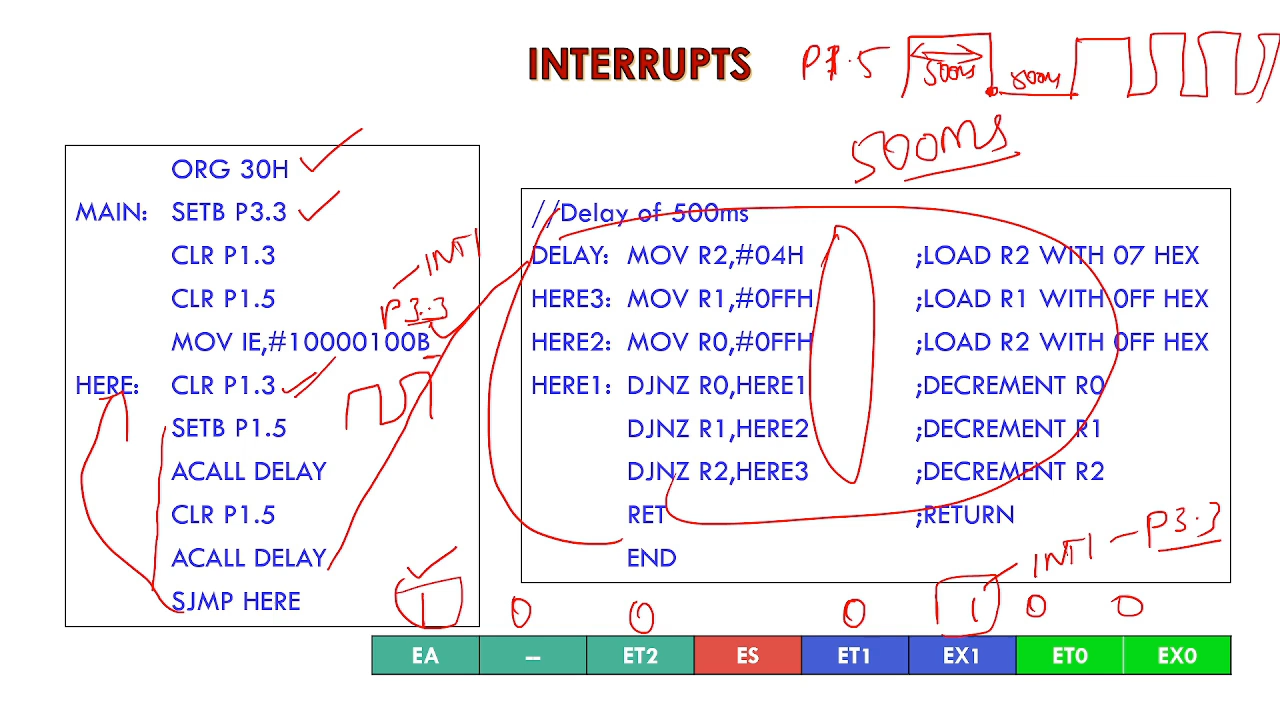 INTERRUPTS
P1.5
500ms
500ms
500MS
ORG 30H
MAIN: SETB P3.3
CLR P1.3
CLR P1.5
MOV IE,#10000100B
HERE: CLR P1.3
SETB P1.5
ACALL DELAY
CLR P1.5
ACALL DELAY
SJMP HERE
INT1
P3.3
//Delay of 500ms
DELAY: MOV R2,#04H ;LOAD R2 WITH 07 HEX
HERE3: MOV R1,#0FFH ;LOAD R1 WITH 0FF HEX
HERE2: MOV R0,#0FFH ;LOAD R2 WITH 0FF HEX
HERE1: DJNZ R0,HERE1 ;DECREMENT R0
DJNZ R1,HERE2 ;DECREMENT R1
DJNZ R2,HERE3 ;DECREMENT R2
RET ;RETURN
END
INT1 – P3.3
1 0 0 0 1 0 0
EA – ET2 ES ET1 EX1 ET0 EX0